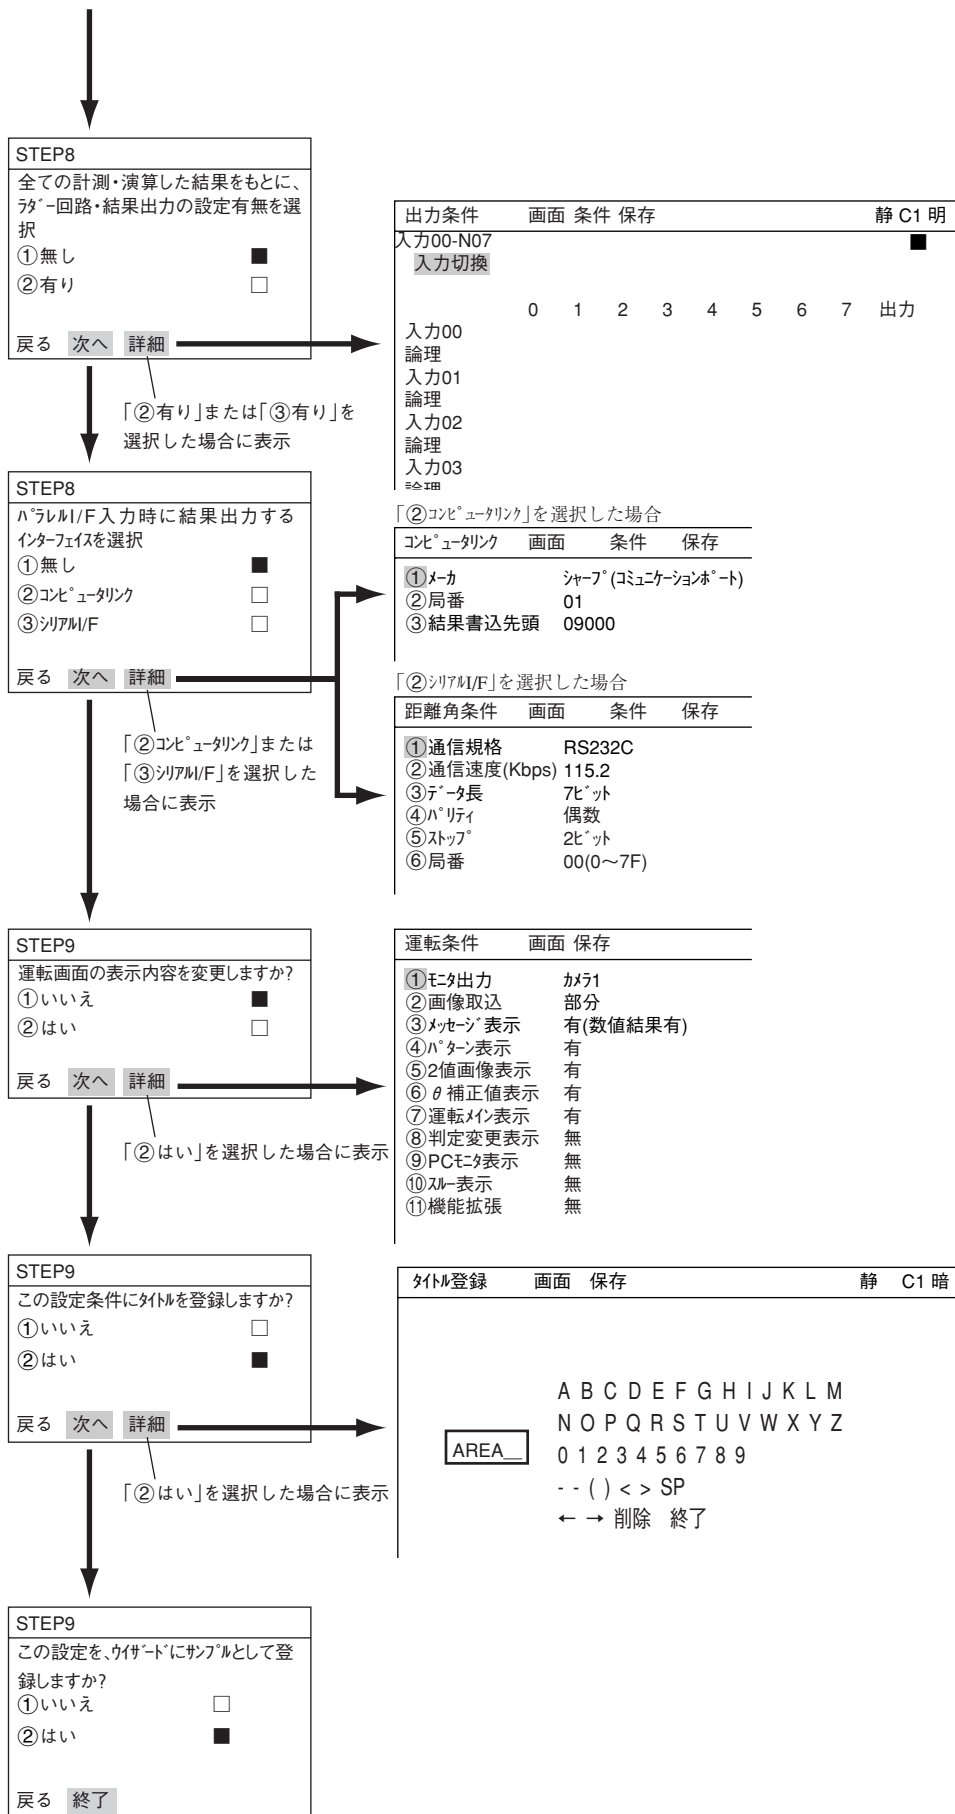 STEP8
全ての計測・演算した結果をもとに、
ﾗﾀﾞｰ回路・結果出力の設定有無を選
択
①無し ■
②有り □
戻る 次へ 詳細
「②有り」または「③有り」を
選択した場合に表示
出力条件 画面 条件 保存 静 C1 明
入力00-N07 ■
入力切換
0 1 2 3 4 5 6 7 出力
入力00
論理
入力01
論理
入力02
論理
入力03
論理
STEP8
ﾊﾟﾗﾚﾙI/F入力時に結果出力する
ｲﾝﾀｰﾌｪｲｽを選択
①無し ■
②ｺﾝﾋﾟｭｰﾀﾘﾝｸ □
③ｼﾘｱﾙI/F □
戻る 次へ 詳細
「②ｺﾝﾋﾟｭｰﾀﾘﾝｸ」または
「③ｼﾘｱﾙI/F」を選択した
場合に表示
「②ｺﾝﾋﾟｭｰﾀﾘﾝｸ」を選択した場合
ｺﾝﾋﾟｭｰﾀﾘﾝｸ 画面 条件 保存
①ﾒｰｶ ｼｬｰﾌﾟ(ｺﾐｭﾆｹｰｼｮﾝﾎﾟｰﾄ)
②局番 01
③結果書込先頭 09000
「②ｼﾘｱﾙI/F」を選択した場合
距離角条件 画面 条件 保存
①通信規格 RS232C
②通信速度(Kbps) 115.2
③ﾃﾞｰﾀ長 7ﾋﾞｯﾄ
④ﾊﾟﾘﾃｨ 偶数
⑤ｽﾄｯﾌﾟ 2ﾋﾞｯﾄ
⑥局番 00(0～7F)
STEP9
運転画面の表示内容を変更しますか?
①いいえ ■
②はい □
戻る 次へ 詳細
「②はい」を選択した場合に表示
運転条件 画面 保存
①ﾓﾆﾀ出力 ｶﾒﾗ1
②画像取込 部分
③ﾒｯｾｰｼﾞ表示 有(数値結果有)
④ﾊﾟﾀｰﾝ表示 有
⑤2値画像表示 有
⑥θ補正値表示 有
⑦運転ﾒｲﾝ表示 有
⑧判定変更表示 無
⑨PCﾓﾆﾀ表示 無
⑩ｽﾙｰ表示 無
⑪機能拡張 無
STEP9
この設定条件にﾀｲﾄﾙを登録しますか?
①いいえ □
②はい ■
戻る 次へ 詳細
「②はい」を選択した場合に表示
ﾀｲﾄﾙ登録 画面 保存 静 C1 暗
A B C D E F G H I J K L M
N O P Q R S T U V W X Y Z
AREA__ 0 1 2 3 4 5 6 7 8 9
- - ( ) < > SP
← → 削除 終了
STEP9
この設定を、ｳｲｻﾞｰﾄﾞにｻﾝﾌﾟﾙとして登
録しますか?
①いいえ □
②はい ■
戻る 終了